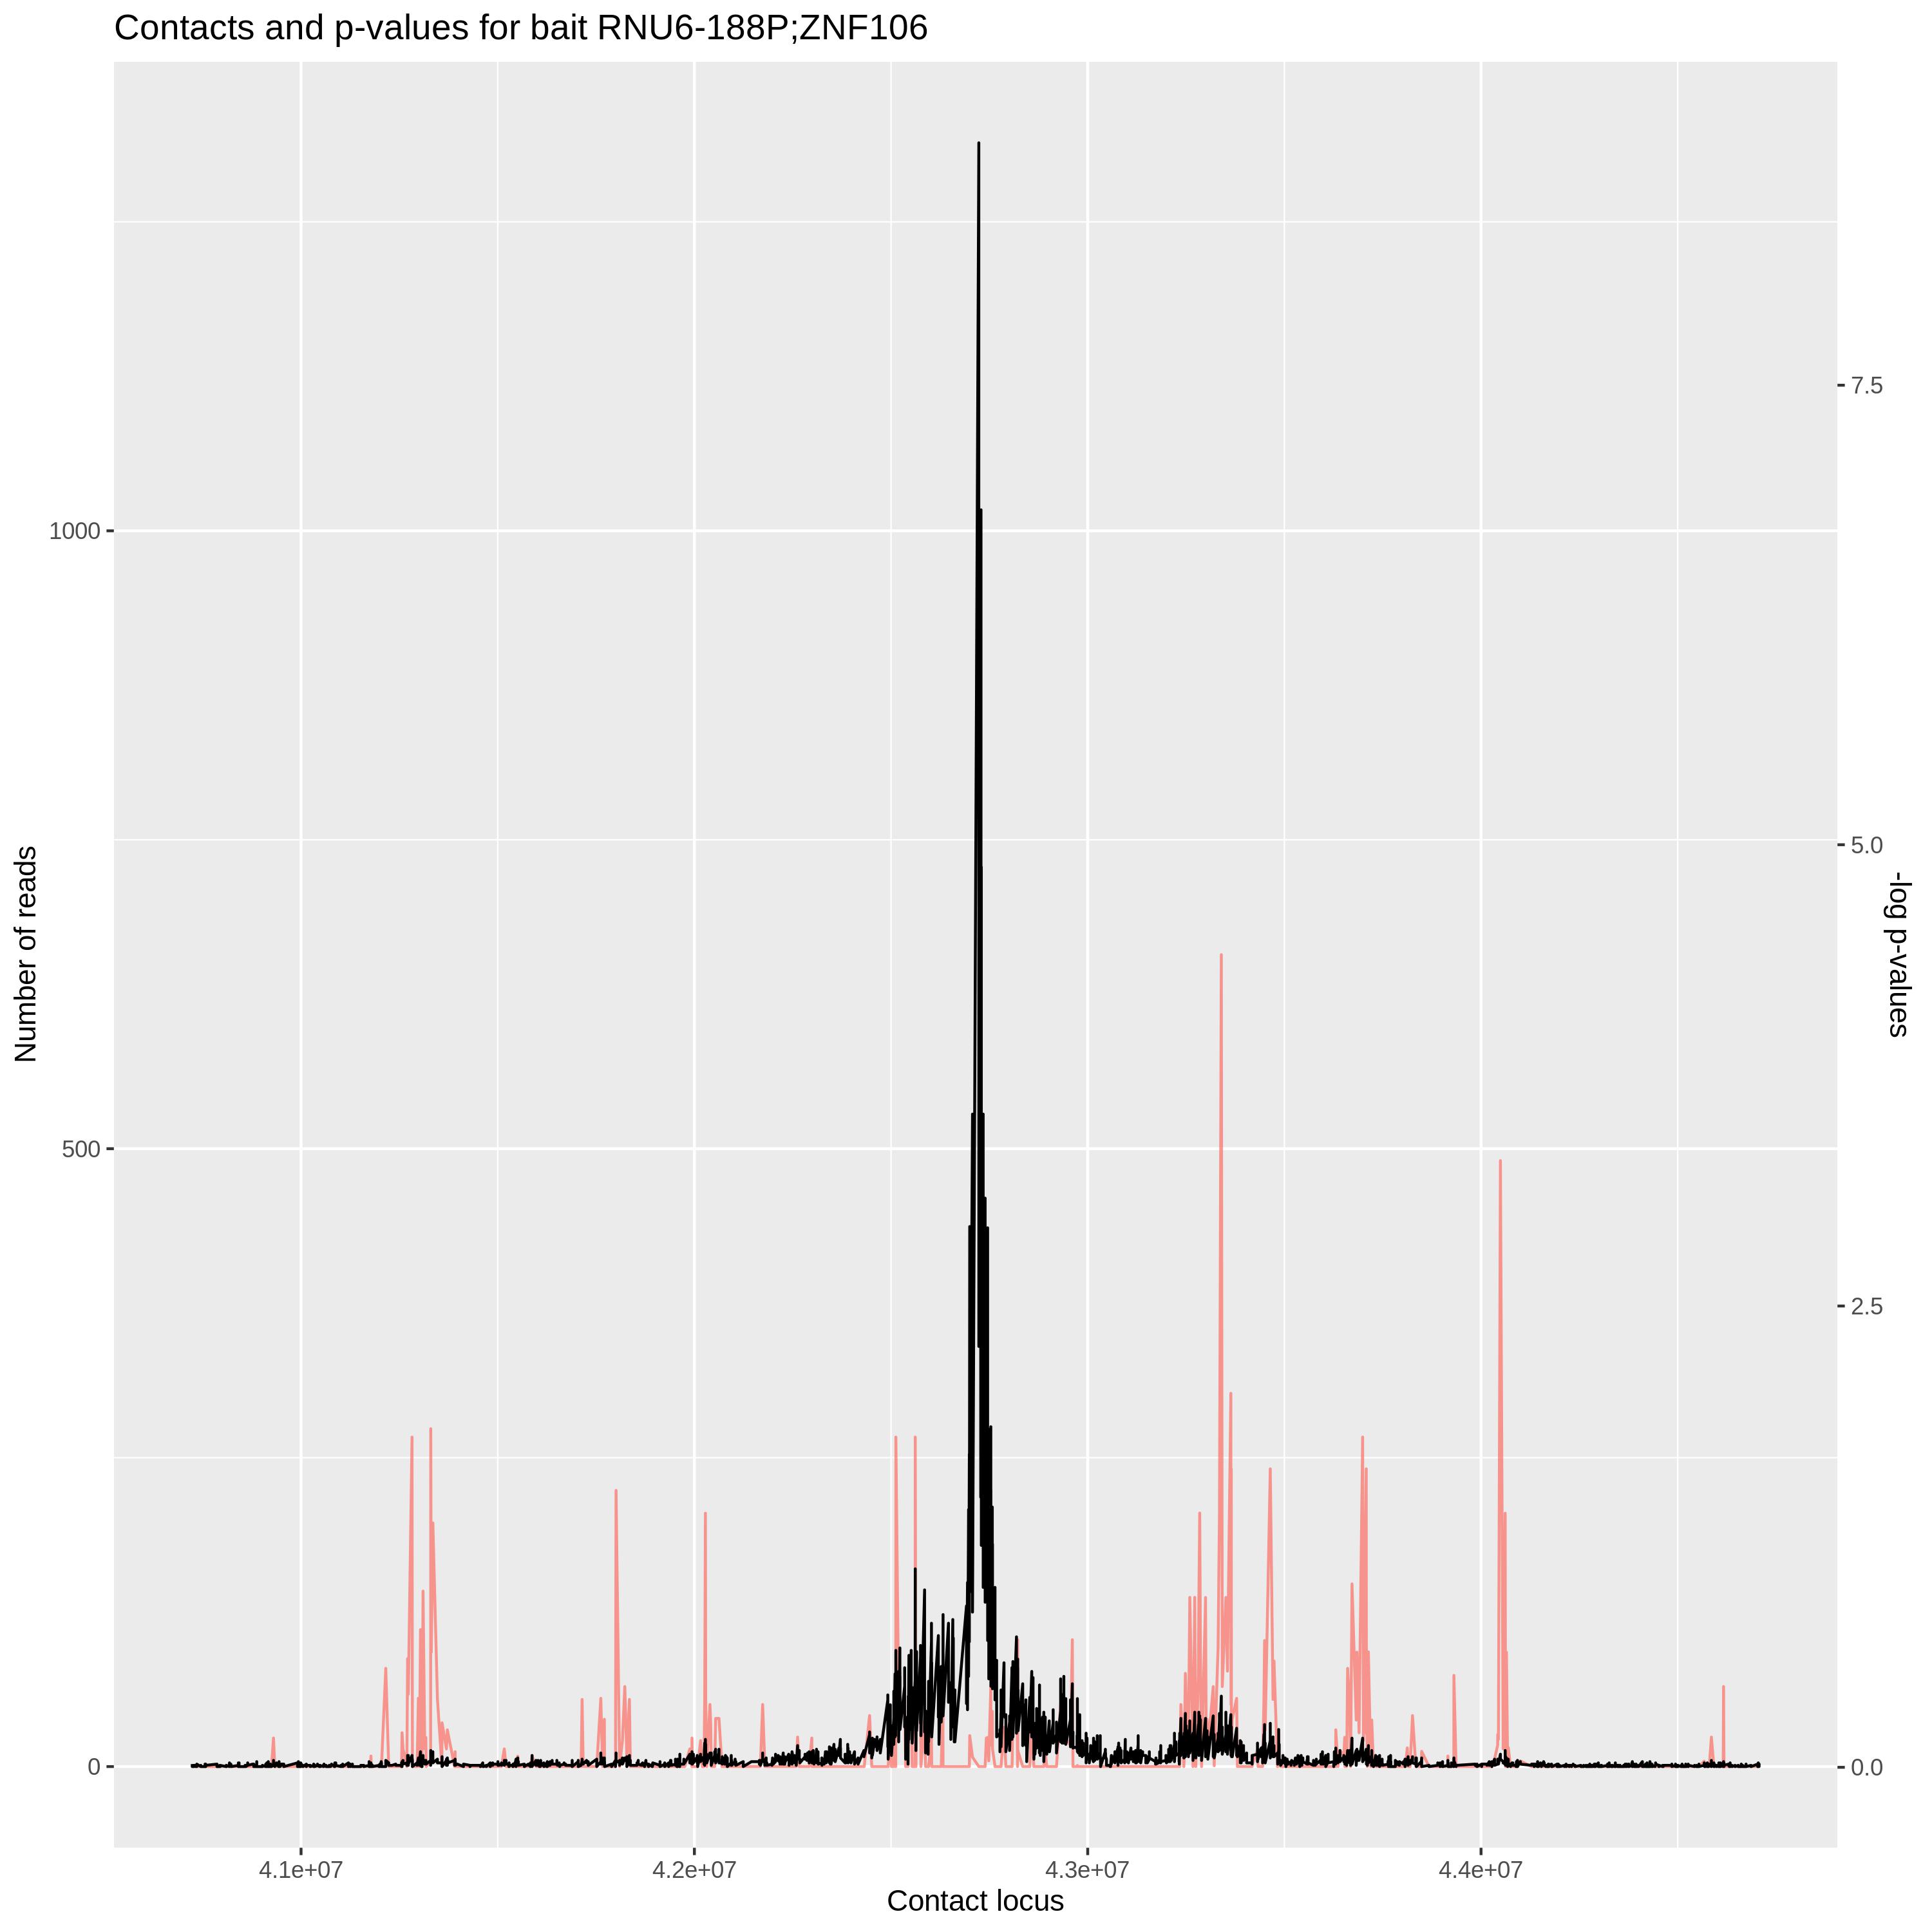 Contacts and p-values for bait RNU6-188P;ZNF106
1000
500
0
Number of reads
7.5
5.0
2.5
0.0
-log p-values
4.1e+07
4.2e+07
4.3e+07
4.4e+07
Contact locus